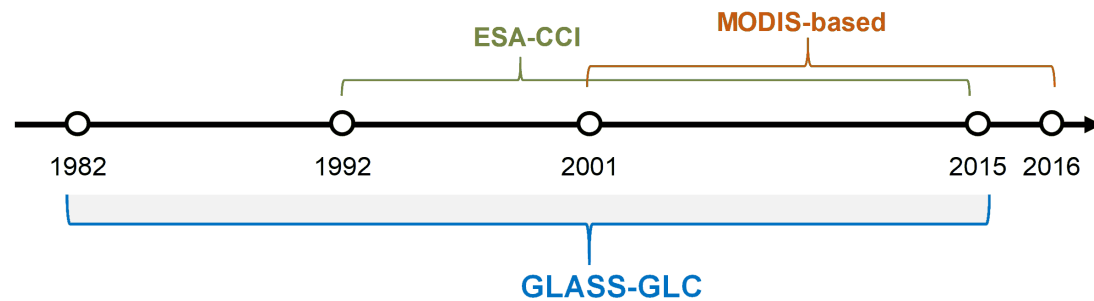 MODIS-based
ESA-CCI
1982 1992 2001 2015 2016
GLASS-GLC